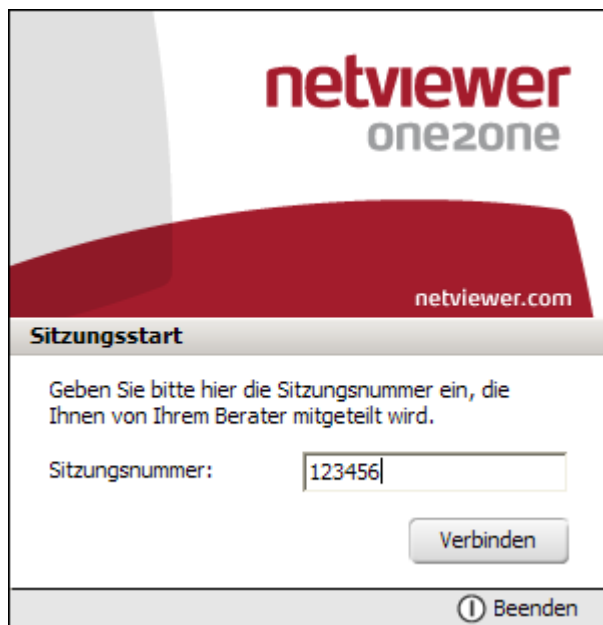 netviewer
one2one
netviewer.com
Sitzungsstart
Geben Sie bitte hier die Sitzungsnummer ein, die
Ihnen von Ihrem Berater mitgeteilt wird.
Sitzungsnummer: 123456
Verbinden
Beenden